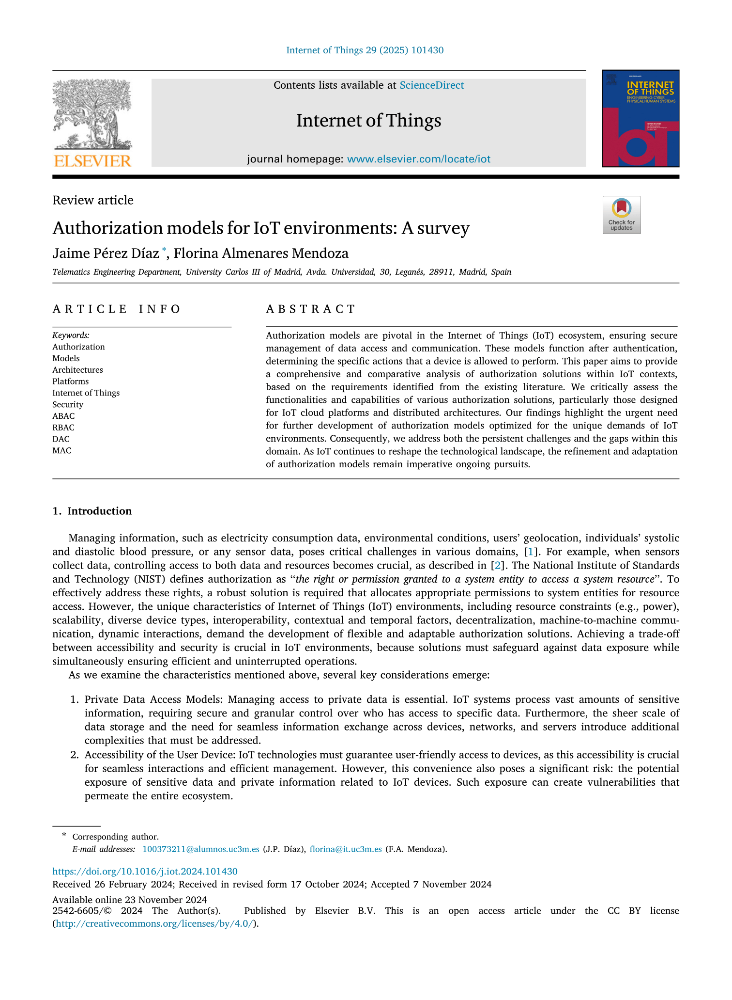 Internet of Things 29 (2025) 101430
Contents lists available at ScienceDirect
Internet of Things
journal homepage: www.elsevier.com/locate/iot
ELSEVIER
INTERNET
OF THINGS
ENGINEERING CYBER
PHYSICAL HUMAN SYSTEMS
IoT
Review article
Authorization models for IoT environments: A survey
Jaime Pérez Díaz *, Florina Almenares Mendoza
Telematics Engineering Department, University Carlos III of Madrid, Avda. Universidad, 30, Leganés, 28911, Madrid, Spain
Check for
updates
ARTICLE INFO
Keywords:
Authorization
Models
Architectures
Platforms
Internet of Things
Security
ABAC
RBAC
DAC
MAC
ABSTRACT
Authorization models are pivotal in the Internet of Things (IoT) ecosystem, ensuring secure
management of data access and communication. These models function after authentication,
determining the specific actions that a device is allowed to perform. This paper aims to provide
a comprehensive and comparative analysis of authorization solutions within IoT contexts,
based on the requirements identified from the existing literature. We critically assess the
functionalities and capabilities of various authorization solutions, particularly those designed
for IoT cloud platforms and distributed architectures. Our findings highlight the urgent need
for further development of authorization models optimized for the unique demands of IoT
environments. Consequently, we address both the persistent challenges and the gaps within this
domain. As IoT continues to reshape the technological landscape, the refinement and adaptation
of authorization models remain imperative ongoing pursuits.
1. Introduction
Managing information, such as electricity consumption data, environmental conditions, users’ geolocation, individuals’ systolic
and diastolic blood pressure, or any sensor data, poses critical challenges in various domains, [1]. For example, when sensors
collect data, controlling access to both data and resources becomes crucial, as described in [2]. The National Institute of Standards
and Technology (NIST) defines authorization as ‘‘the right or permission granted to a system entity to access a system resource’’. To
effectively address these rights, a robust solution is required that allocates appropriate permissions to system entities for resource
access. However, the unique characteristics of Internet of Things (IoT) environments, including resource constraints (e.g., power),
scalability, diverse device types, interoperability, contextual and temporal factors, decentralization, machine-to-machine commu-
nication, dynamic interactions, demand the development of flexible and adaptable authorization solutions. Achieving a trade-off
between accessibility and security is crucial in IoT environments, because solutions must safeguard against data exposure while
simultaneously ensuring efficient and uninterrupted operations.
As we examine the characteristics mentioned above, several key considerations emerge:
1. Private Data Access Models: Managing access to private data is essential. IoT systems process vast amounts of sensitive
information, requiring secure and granular control over who has access to specific data. Furthermore, the sheer scale of
data storage and the need for seamless information exchange across devices, networks, and servers introduce additional
complexities that must be addressed.
2. Accessibility of the User Device: IoT technologies must guarantee user-friendly access to devices, as this accessibility is crucial
for seamless interactions and efficient management. However, this convenience also poses a significant risk: the potential
exposure of sensitive data and private information related to IoT devices. Such exposure can create vulnerabilities that
permeate the entire ecosystem.
* Corresponding author.
E-mail addresses: 100373211@alumnos.uc3m.es (J.P. Díaz), florina@it.uc3m.es (F.A. Mendoza).
https://doi.org/10.1016/j.iot.2024.101430
Received 26 February 2024; Received in revised form 17 October 2024; Accepted 7 November 2024
Available online 23 November 2024
2542-6605/© 2024 The Author(s). Published by Elsevier B.V. This is an open access article under the CC BY license
(http://creativecommons.org/licenses/by/4.0/).